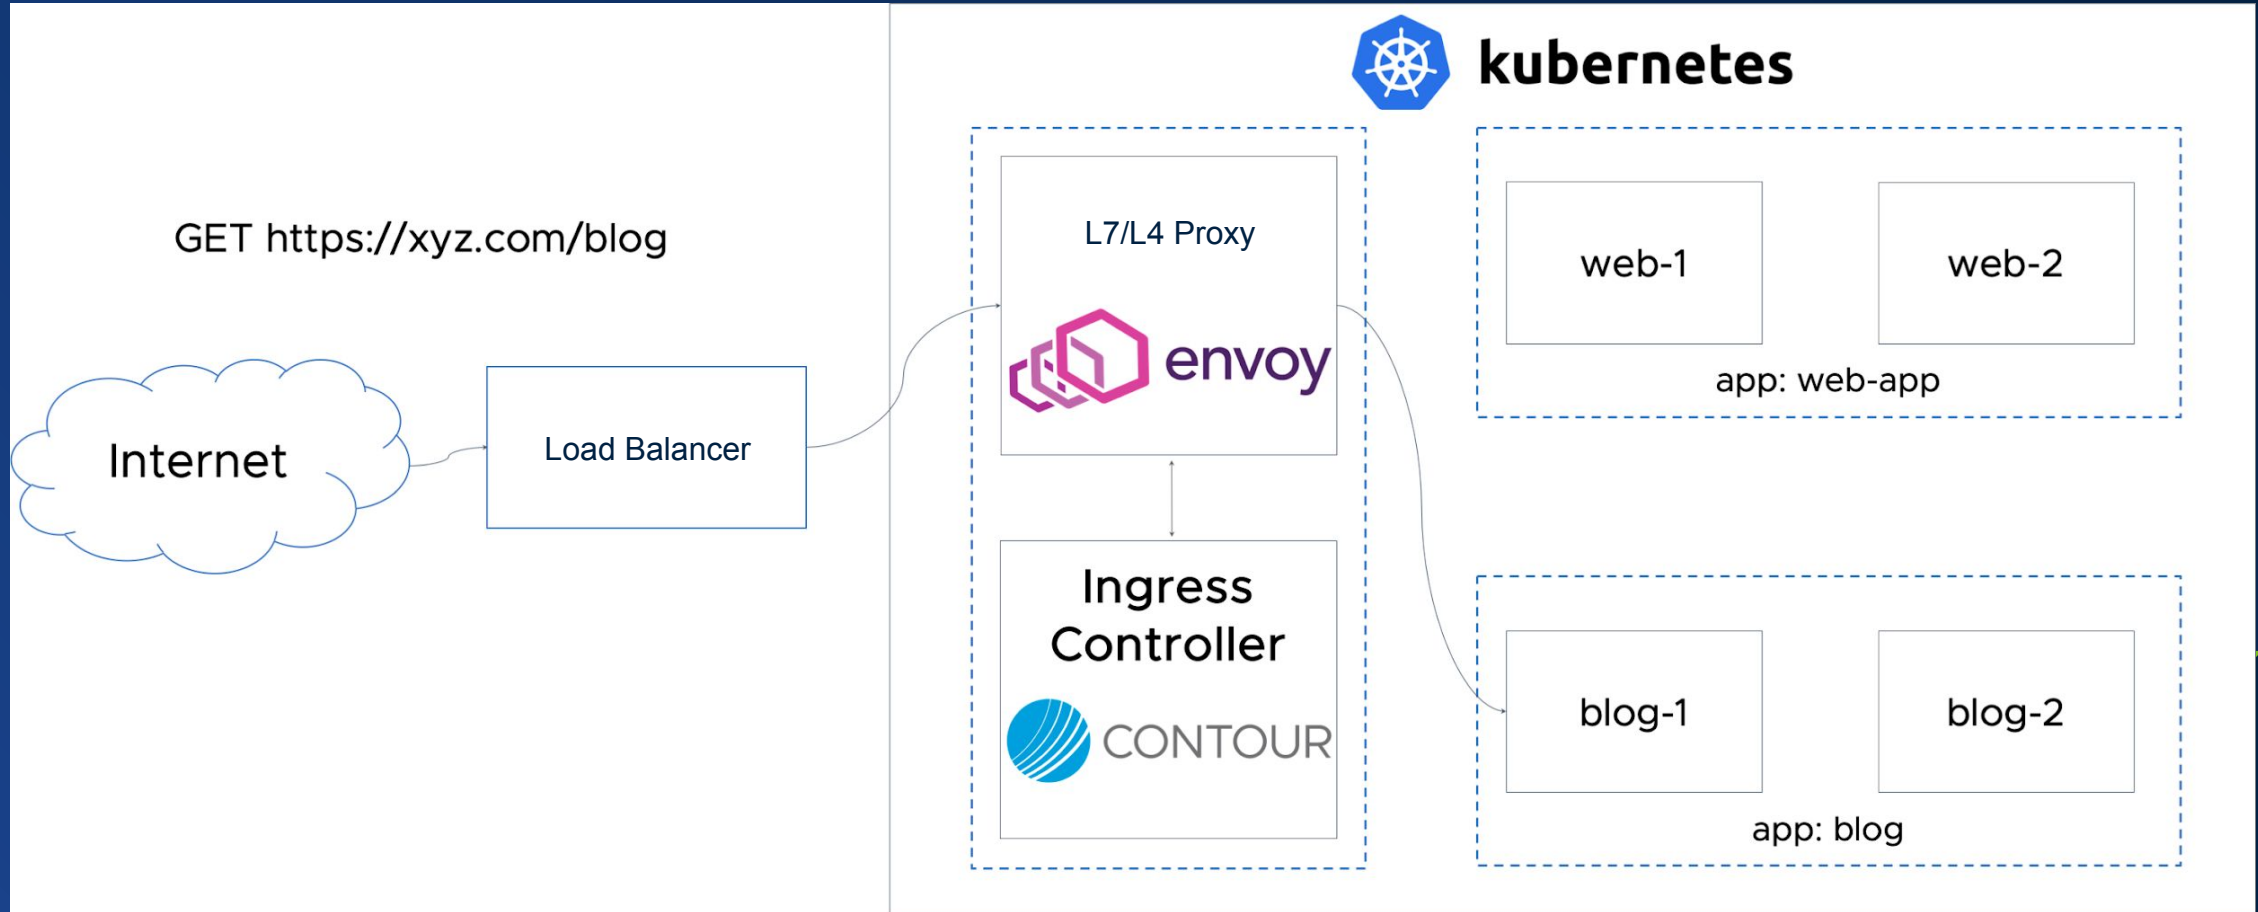 kubernetes
GET https://xyz.com/blog
Internet
Load Balancer
L7/L4 Proxy
envoy
Ingress
Controller
CONTOUR
web-1
web-2
app: web-app
blog-1
blog-2
app: blog